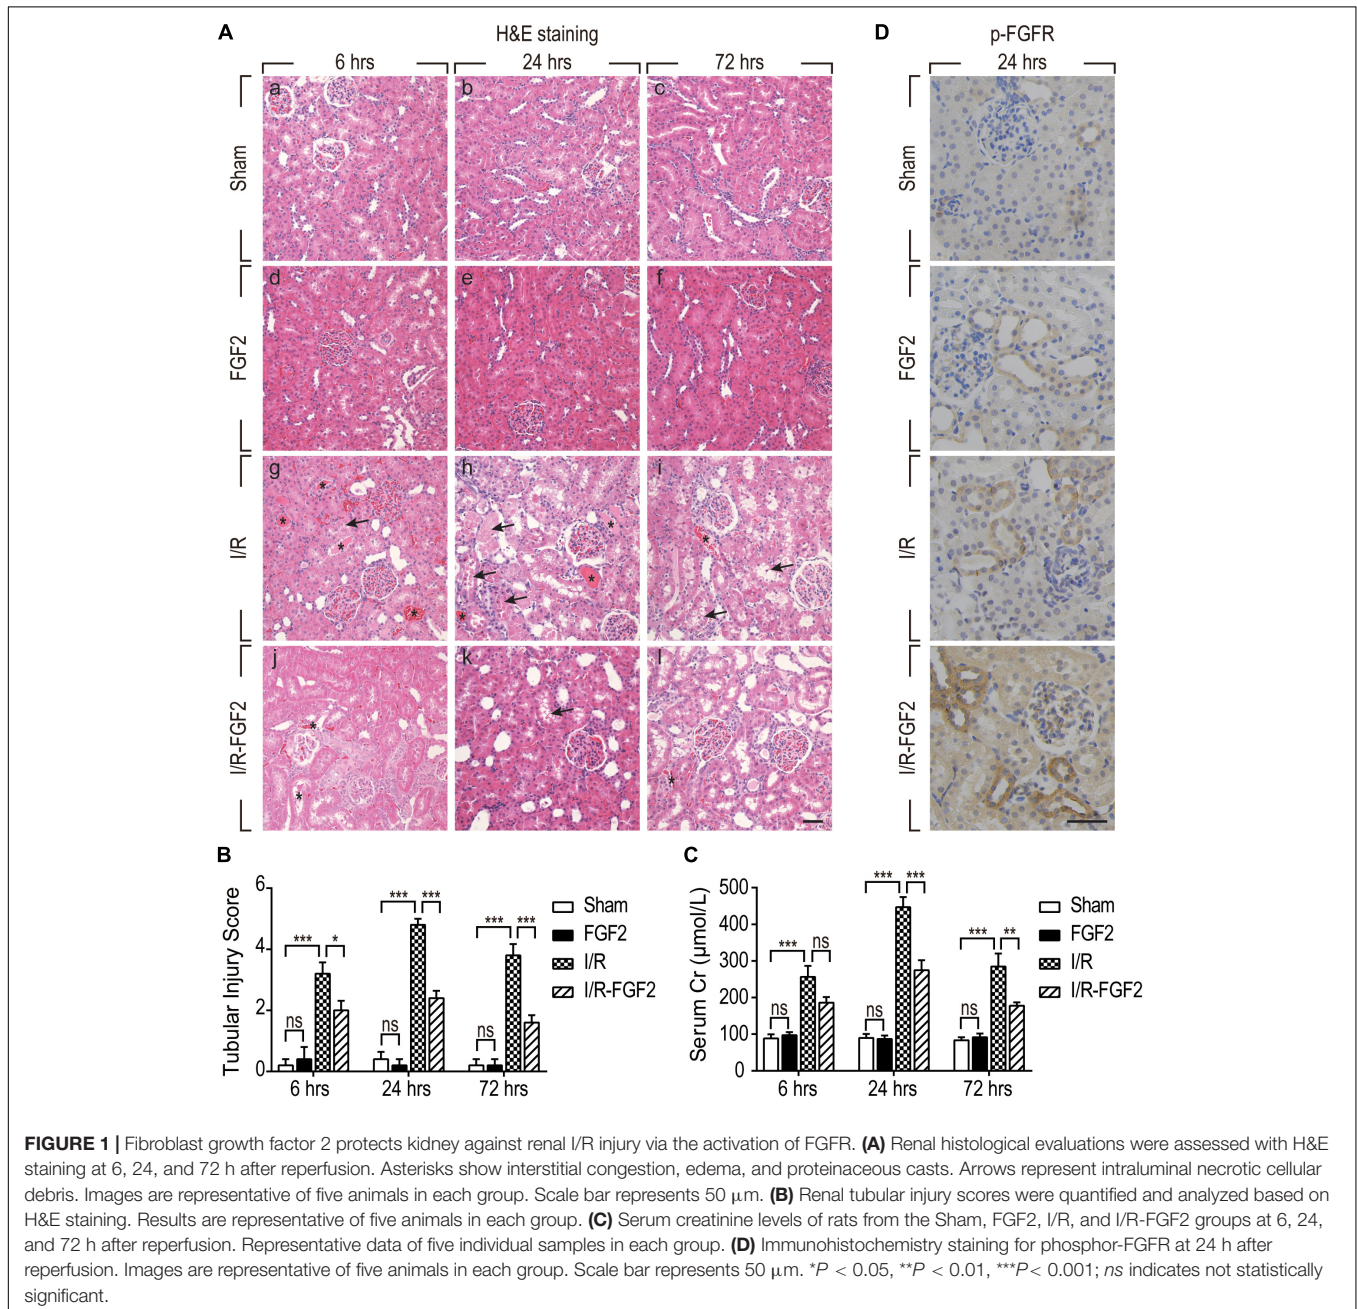 A
H&E staining
D
p-FGFR
6 hrs
24 hrs
72 hrs
24 hrs
Sham
a
b
c
Sham
FGF2
d
e
f
FGF2
I/R
g
h
i
I/R
* * * *
* * *
*
I/R-FGF2
j
k
l
I/R-FGF2
* *
*
B
Tubular Injury Score
6
4
2
0
ns
***
*
ns
***
***
ns
***
***
6 hrs
24 hrs
72 hrs
Sham
FGF2
I/R
I/R-FGF2
C
Serum Cr (μmol/L)
500
400
300
200
100
0
ns
***
ns
ns
***
***
ns
***
**
6 hrs
24 hrs
72 hrs
Sham
FGF2
I/R
I/R-FGF2
FIGURE 1 | Fibroblast growth factor 2 protects kidney against renal I/R injury via the activation of FGFR. (A) Renal histological evaluations were assessed with H&E
staining at 6, 24, and 72 h after reperfusion. Asterisks show interstitial congestion, edema, and proteinaceous casts. Arrows represent intraluminal necrotic cellular
debris. Images are representative of five animals in each group. Scale bar represents 50 μm. (B) Renal tubular injury scores were quantified and analyzed based on
H&E staining. Results are representative of five animals in each group. (C) Serum creatinine levels of rats from the Sham, FGF2, I/R, and I/R-FGF2 groups at 6, 24,
and 72 h after reperfusion. Representative data of five individual samples in each group. (D) Immunohistochemistry staining for phosphor-FGFR at 24 h after
reperfusion. Images are representative of five animals in each group. Scale bar represents 50 μm. *P < 0.05, **P < 0.01, ***P< 0.001; ns indicates not statistically
significant.